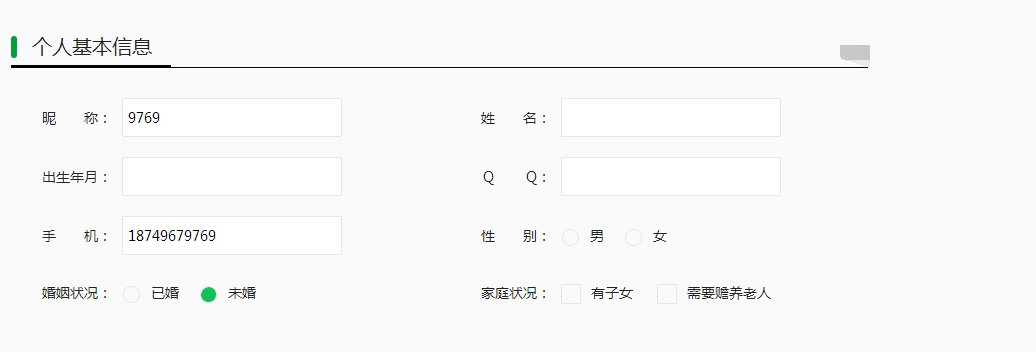 个人基本信息
昵 称： 9769 姓 名：
出生年月： Q Q：
手 机： 18749679769 性 别： 男 女
婚姻状况： 已婚 未婚 家庭状况： 有子女 需要赡养老人